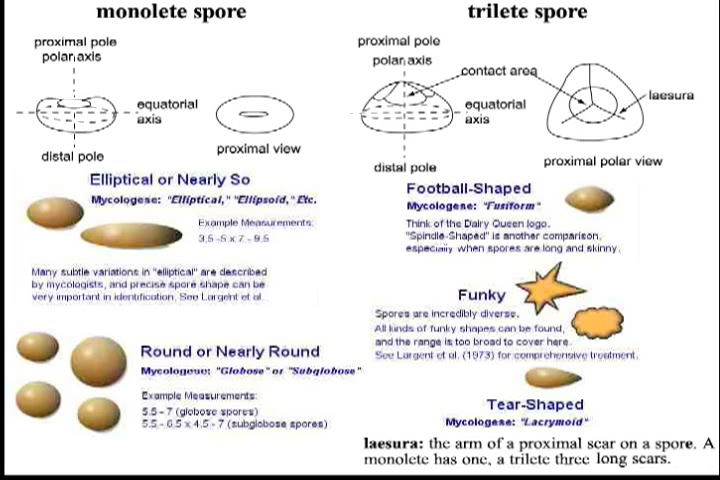 monolete spore
proximal pole
polar axis
equatorial
axis
distal pole
proximal view
trilete spore
proximal pole
polar axis
contact area
equatorial
axis
laesura
distal pole
proximal polar view
Elliptical or Nearly So
Mycologese: "Elliptical," "Ellipsoid," Etc.
Example Measurements:
3.5-5 x 7-9.5
Many subtle variations in "elliptical" are described
by mycologists, and precise spore shape can be
very important in identification. See Largent et al.
Round or Nearly Round
Mycologese: "Globose" or "Subglobose"
Example Measurements:
5.5-7 (globose spores)
5.5-6.5 x 4.5-7 (subglobose spores)
Football-Shaped
Mycologese: "Fusiform"
Think of the Dairy Queen logo.
"Spindle-Shaped" is another comparison,
especially when spores are long and skinny.
Funky
Spores are incredibly diverse.
All kinds of funky shapes can be found,
and the range is too broad to cover here.
See Largent et al. (1973) for comprehensive treatment.
Tear-Shaped
Mycologese: "Lacrymoid"
laesura: the arm of a proximal scar on a spore. A
monolete has one, a trilete three long scars.